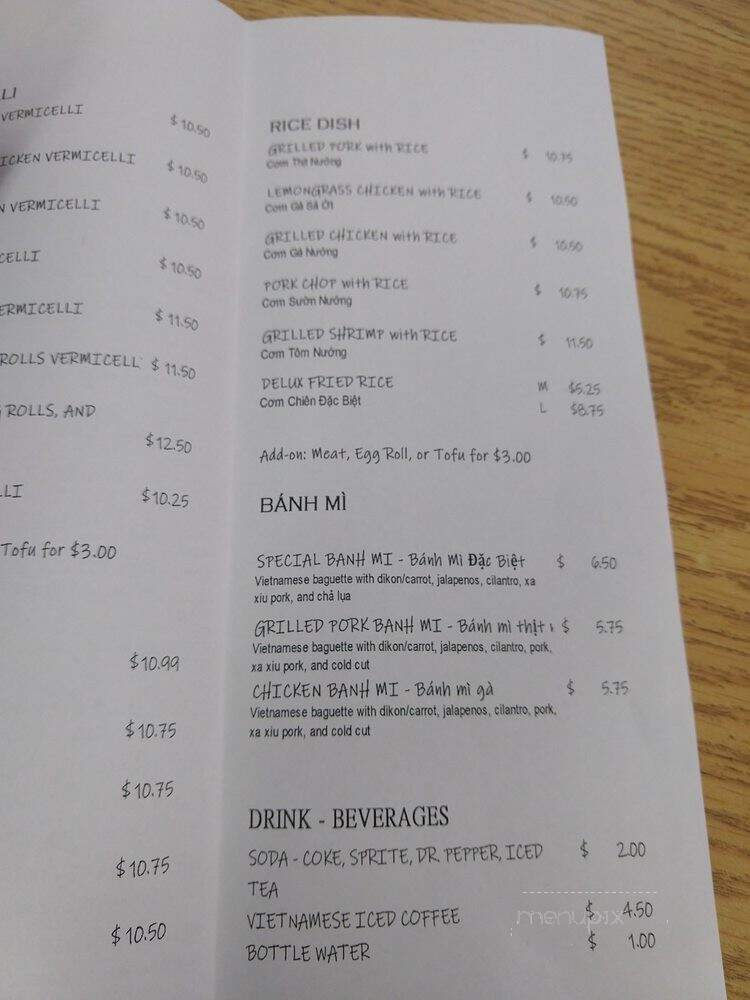 LI
VERMICELLI $10.50
ICKEN VERMICELLI $10.50
N VERMICELLI $10.50
CELLI $10.50
ERMICELLI $11.50
ROLLS VERMICELL $11.50
ROLLS, AND
$12.50
LLI $10.25
Tofu for $3.00
$10.99
$10.75
$10.75
$10.75
$10.50
RICE DISH
GRILLED PORK with RICE $ 10.75
Cơm Thịt Nướng
LEMONGRASS CHICKEN with RICE $ 10.50
Cơm Gà Sả Ớt
GRILLED CHICKEN with RICE $ 10.50
Cơm Gà Nướng
PORK CHOP with RICE $ 10.75
Cơm Sườn Nướng
GRILLED SHRIMP with RICE $ 11.50
Cơm Tôm Nướng
DELUX FRIED RICE M $5.25
Cơm Chiên Đặc Biệt L $8.75
Add-on: Meat, Egg Roll, or Tofu for $3.00
BÁNH MÌ
SPECIAL BANH MI - Bánh Mì Đặc Biệt $ 6.50
Vietnamese baguette with dikon/carrot, jalapenos, cilantro, xa
xiu pork, and chả lụa
GRILLED PORK BANH MI - Bánh mì thịt $ 5.75
Vietnamese baguette with dikon/carrot, jalapenos, cilantro, pork,
xa xiu pork, and cold cut
CHICKEN BANH MI - Bánh mì gà $ 5.75
Vietnamese baguette with dikon/carrot, jalapenos, cilantro, pork,
xa xiu pork, and cold cut
DRINK - BEVERAGES
SODA - COKE, SPRITE, DR. PEPPER, ICED $ 2.00
TEA
VIETNAMESE ICED COFFEE $ 4.50
BOTTLE WATER $ 1.00
menupix